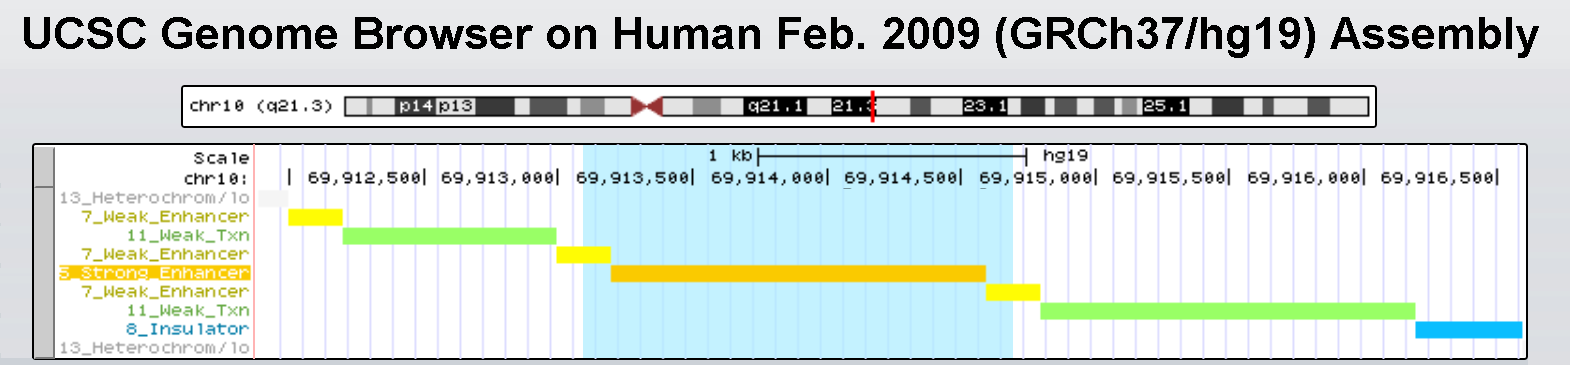 UCSC Genome Browser on Human Feb. 2009 (GRCh37/hg19) Assembly
chr10 (q21.3) p14 p13 q21.1 21.3 23.1 25.1
Scale 1 kb hg19
chr10: 69,912,500 69,913,000 69,913,500 69,914,000 69,914,500 69,915,000 69,915,500 69,916,000 69,916,500
13_Heterochrom/lo
7_Weak_Enhancer
11_Weak_Txn
7_Weak_Enhancer
5_Strong_Enhancer
7_Weak_Enhancer
11_Weak_Txn
8_Insulator
13_Heterochrom/lo